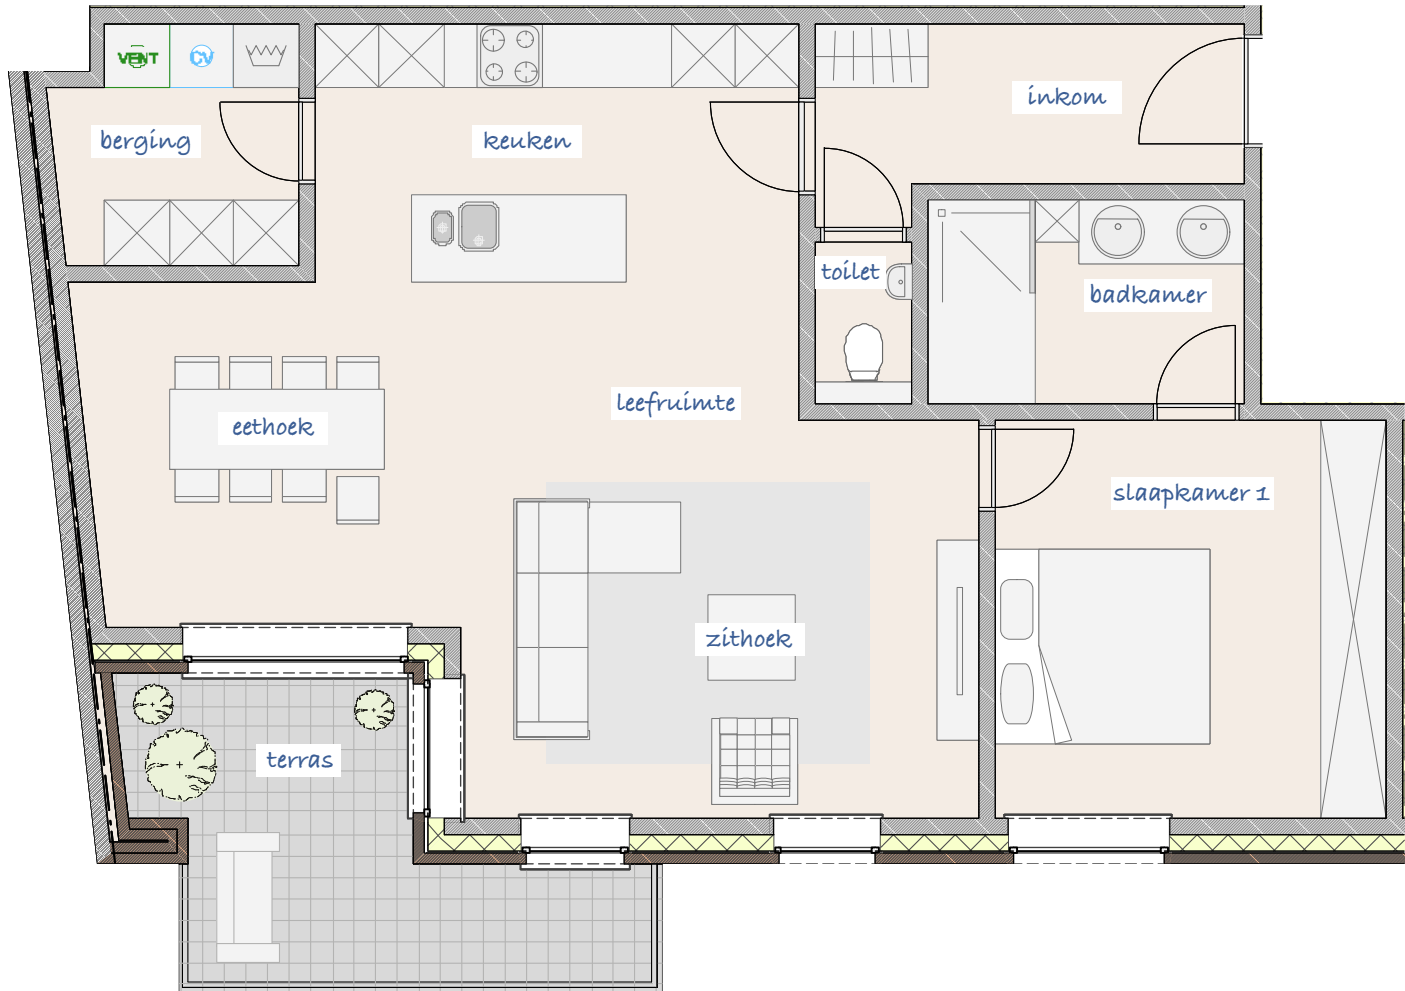 VENT
CV
inkom
berging
keuken
toilet
badkamer
leefruimte
eethoek
slaapkamer 1
zithoek
terras